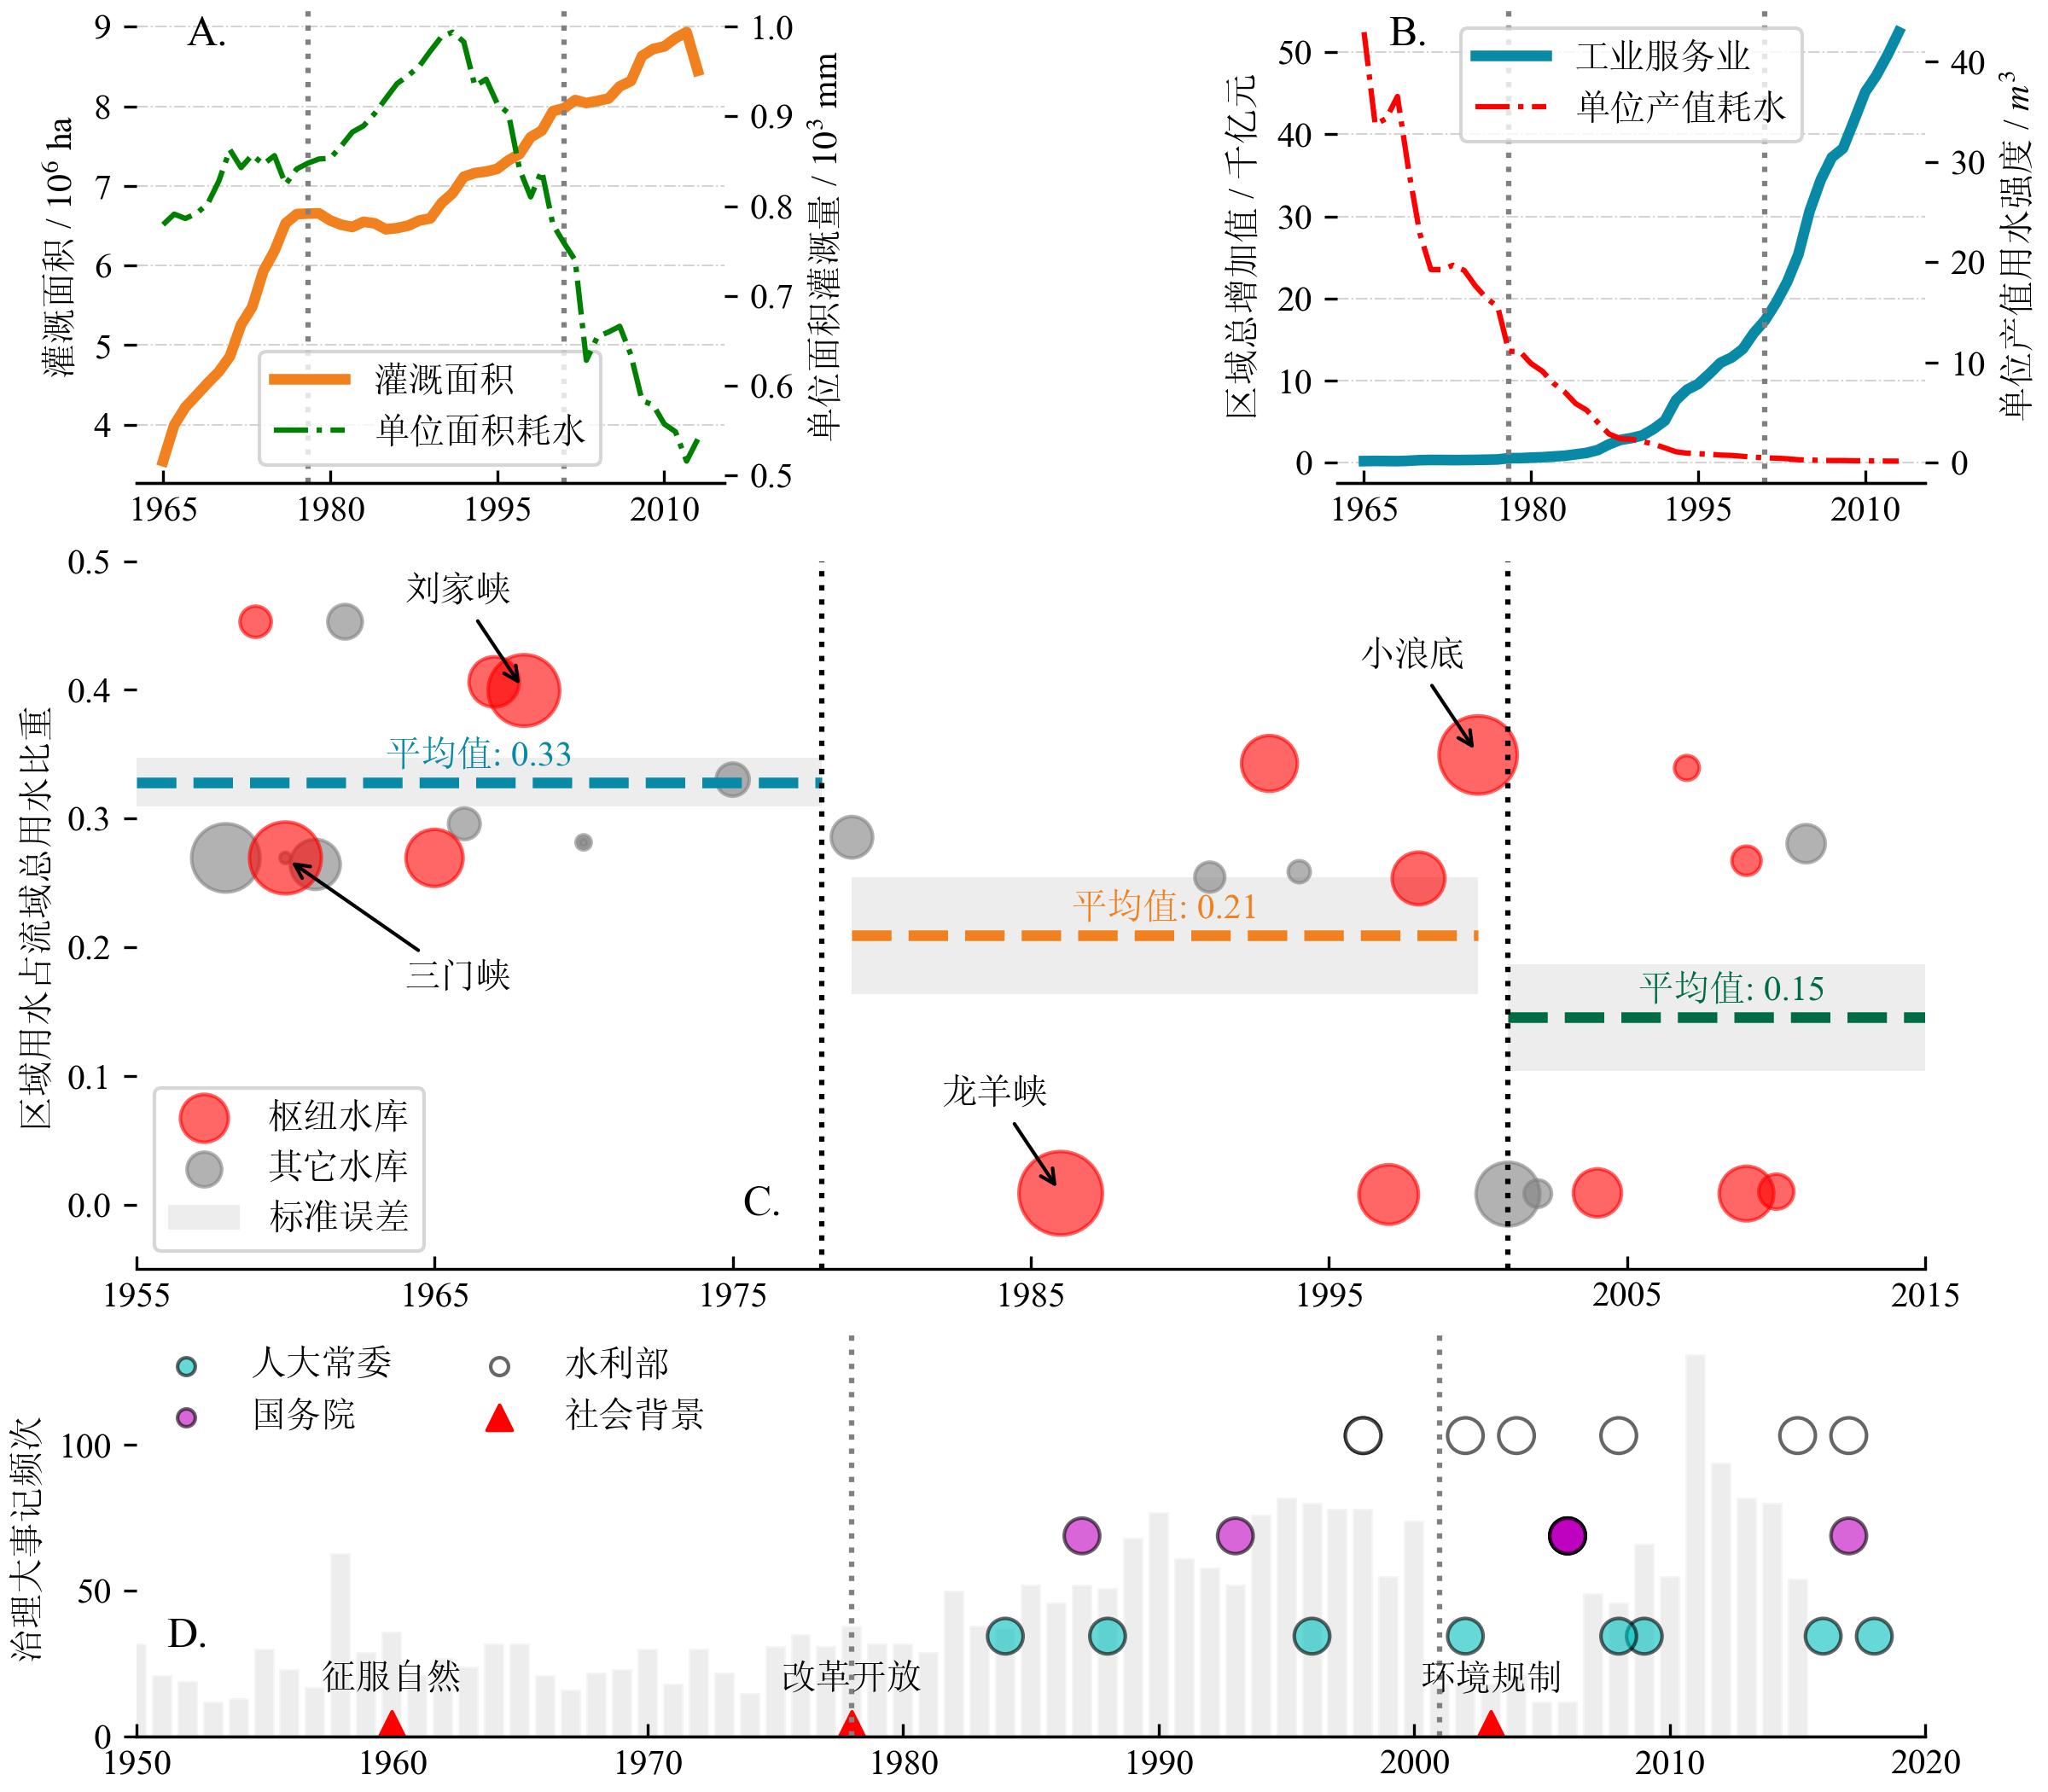 A.
9
8
7
6
5
4
灌溉面积 / 10⁶ ha
1.0
0.9
0.8
0.7
0.6
0.5
单位面积灌溉量 / 10³ mm
灌溉面积
单位面积耗水
1965
1980
1995
2010
B.
50
40
30
20
10
0
区域总增加值 / 千亿元
40
30
20
10
0
单位产值用水强度 / m³
工业服务业
单位产值耗水
1965
1980
1995
2010
0.5
0.4
0.3
0.2
0.1
0.0
区域用水占流域总用水比重
刘家峡
小浪底
平均值: 0.33
平均值: 0.21
三门峡
平均值: 0.15
龙羊峡
枢纽水库
其它水库
标准误差
C.
1955
1965
1975
1985
1995
2005
2015
人大常委
水利部
国务院
社会背景
100
50
0
治理大事记频次
D.
征服自然
改革开放
环境规制
1950
1960
1970
1980
1990
2000
2010
2020